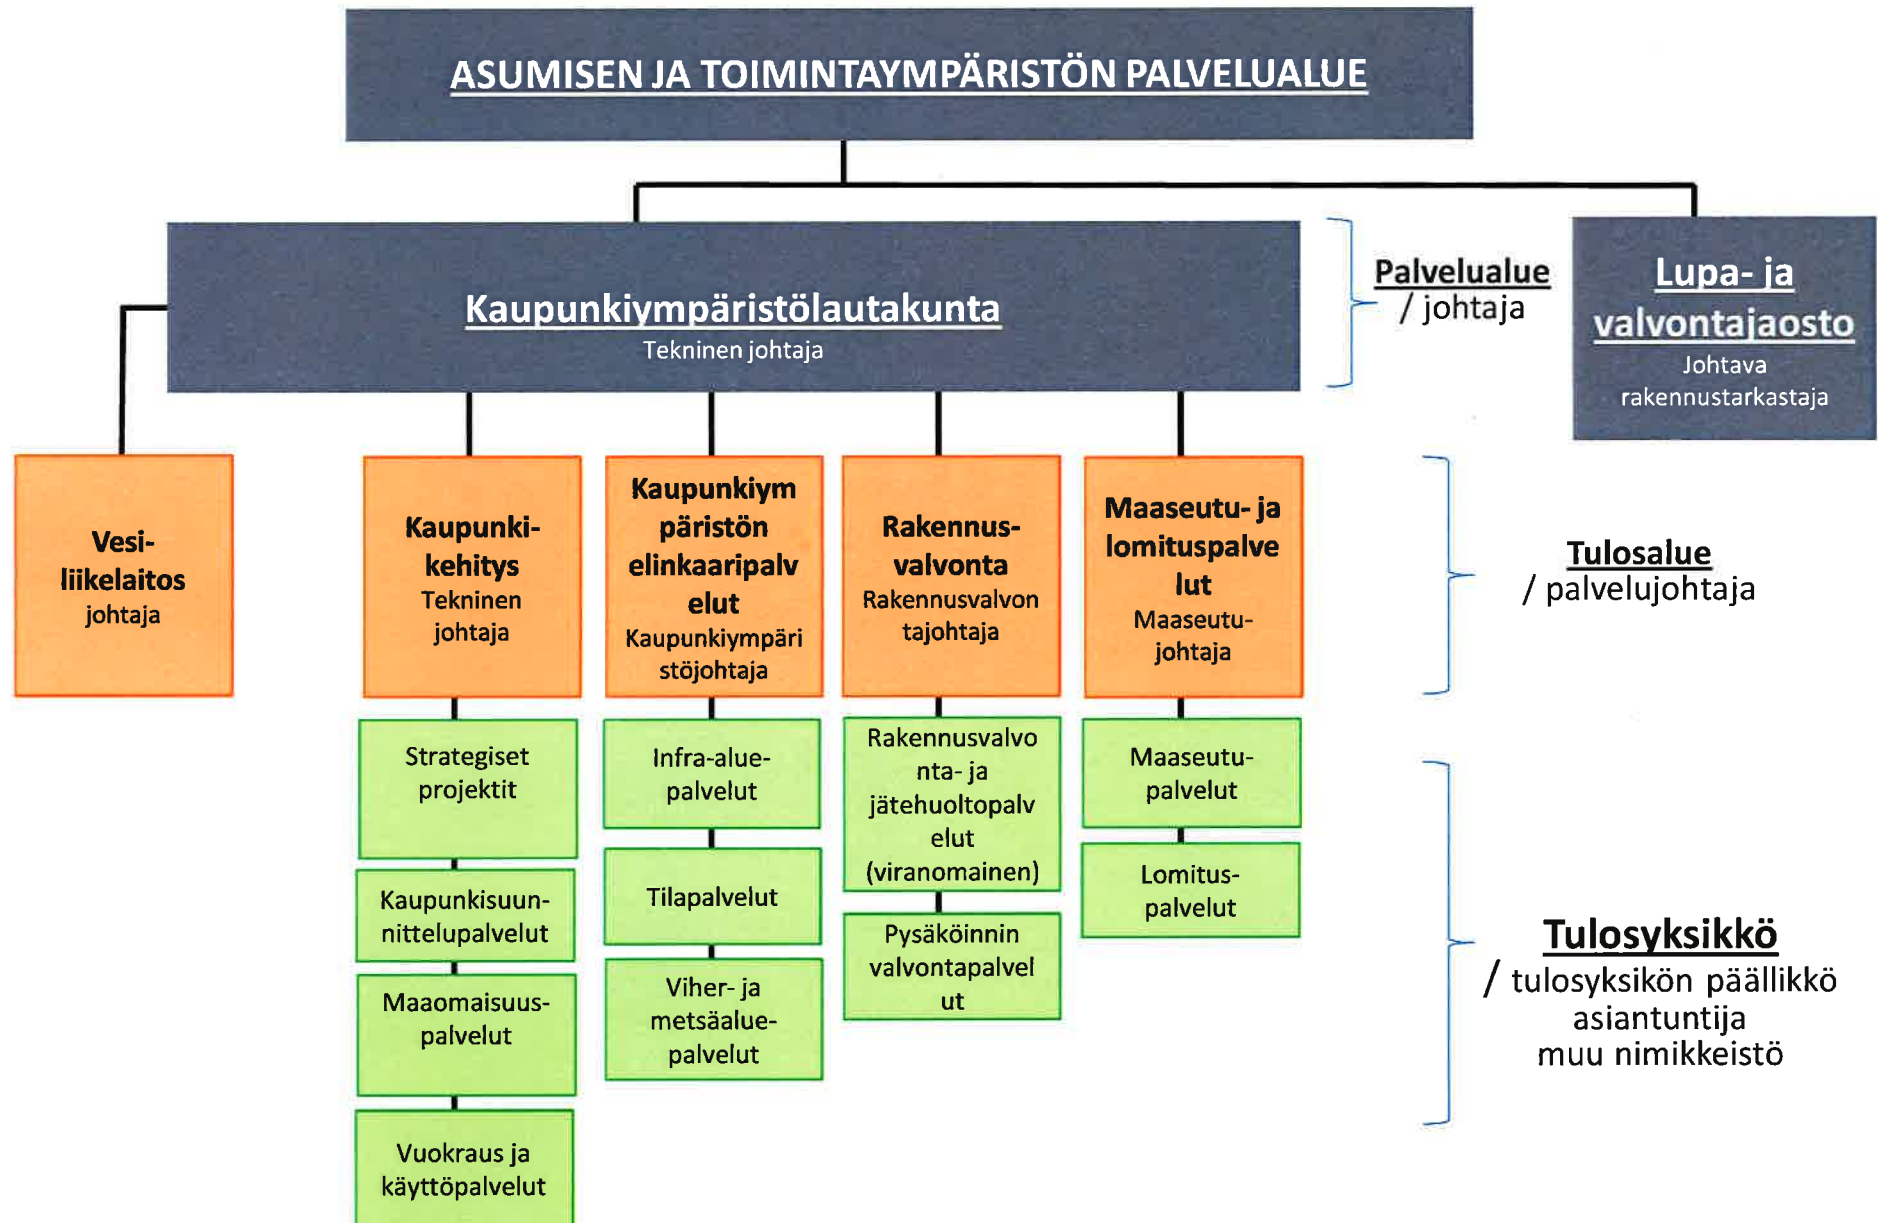 ASUMISEN JA TOIMINTAYMPÄRISTÖN PALVELUALUE
Kaupunkiympäristölautakunta
Tekninen johtaja
Palvelualue
/ johtaja
Lupa- ja
valvontajaosto
Johtava
rakennustarkastaja
Vesi-
liikelaitos
johtaja
Kaupunki-
kehitys
Tekninen
johtaja
Kaupunkiym
päristön
elinkaaripalv
elut
Kaupunkiympäri
stöjohtaja
Rakennus-
valvonta
Rakennusvalvon
tajohtaja
Maaseutu- ja
lomituspalve
lut
Maaseutu-
johtaja
Tulosalue
/ palvelujohtaja
Strategiset
projektit
Kaupunkisuun-
nittelupalvelut
Maaomaisuus-
palvelut
Vuokraus ja
käyttöpalvelut
Infra-alue-
palvelut
Tilapalvelut
Viher- ja
metsäalue-
palvelut
Rakennusvalvo
nta- ja
jätehuoltopalv
elut
(viranomainen)
Pysäköinnin
valvontapalvel
ut
Maaseutu-
palvelut
Lomitus-
palvelut
Tulosyksikkö
/ tulosyksikön päällikkö
asiantuntija
muu nimikkeistö